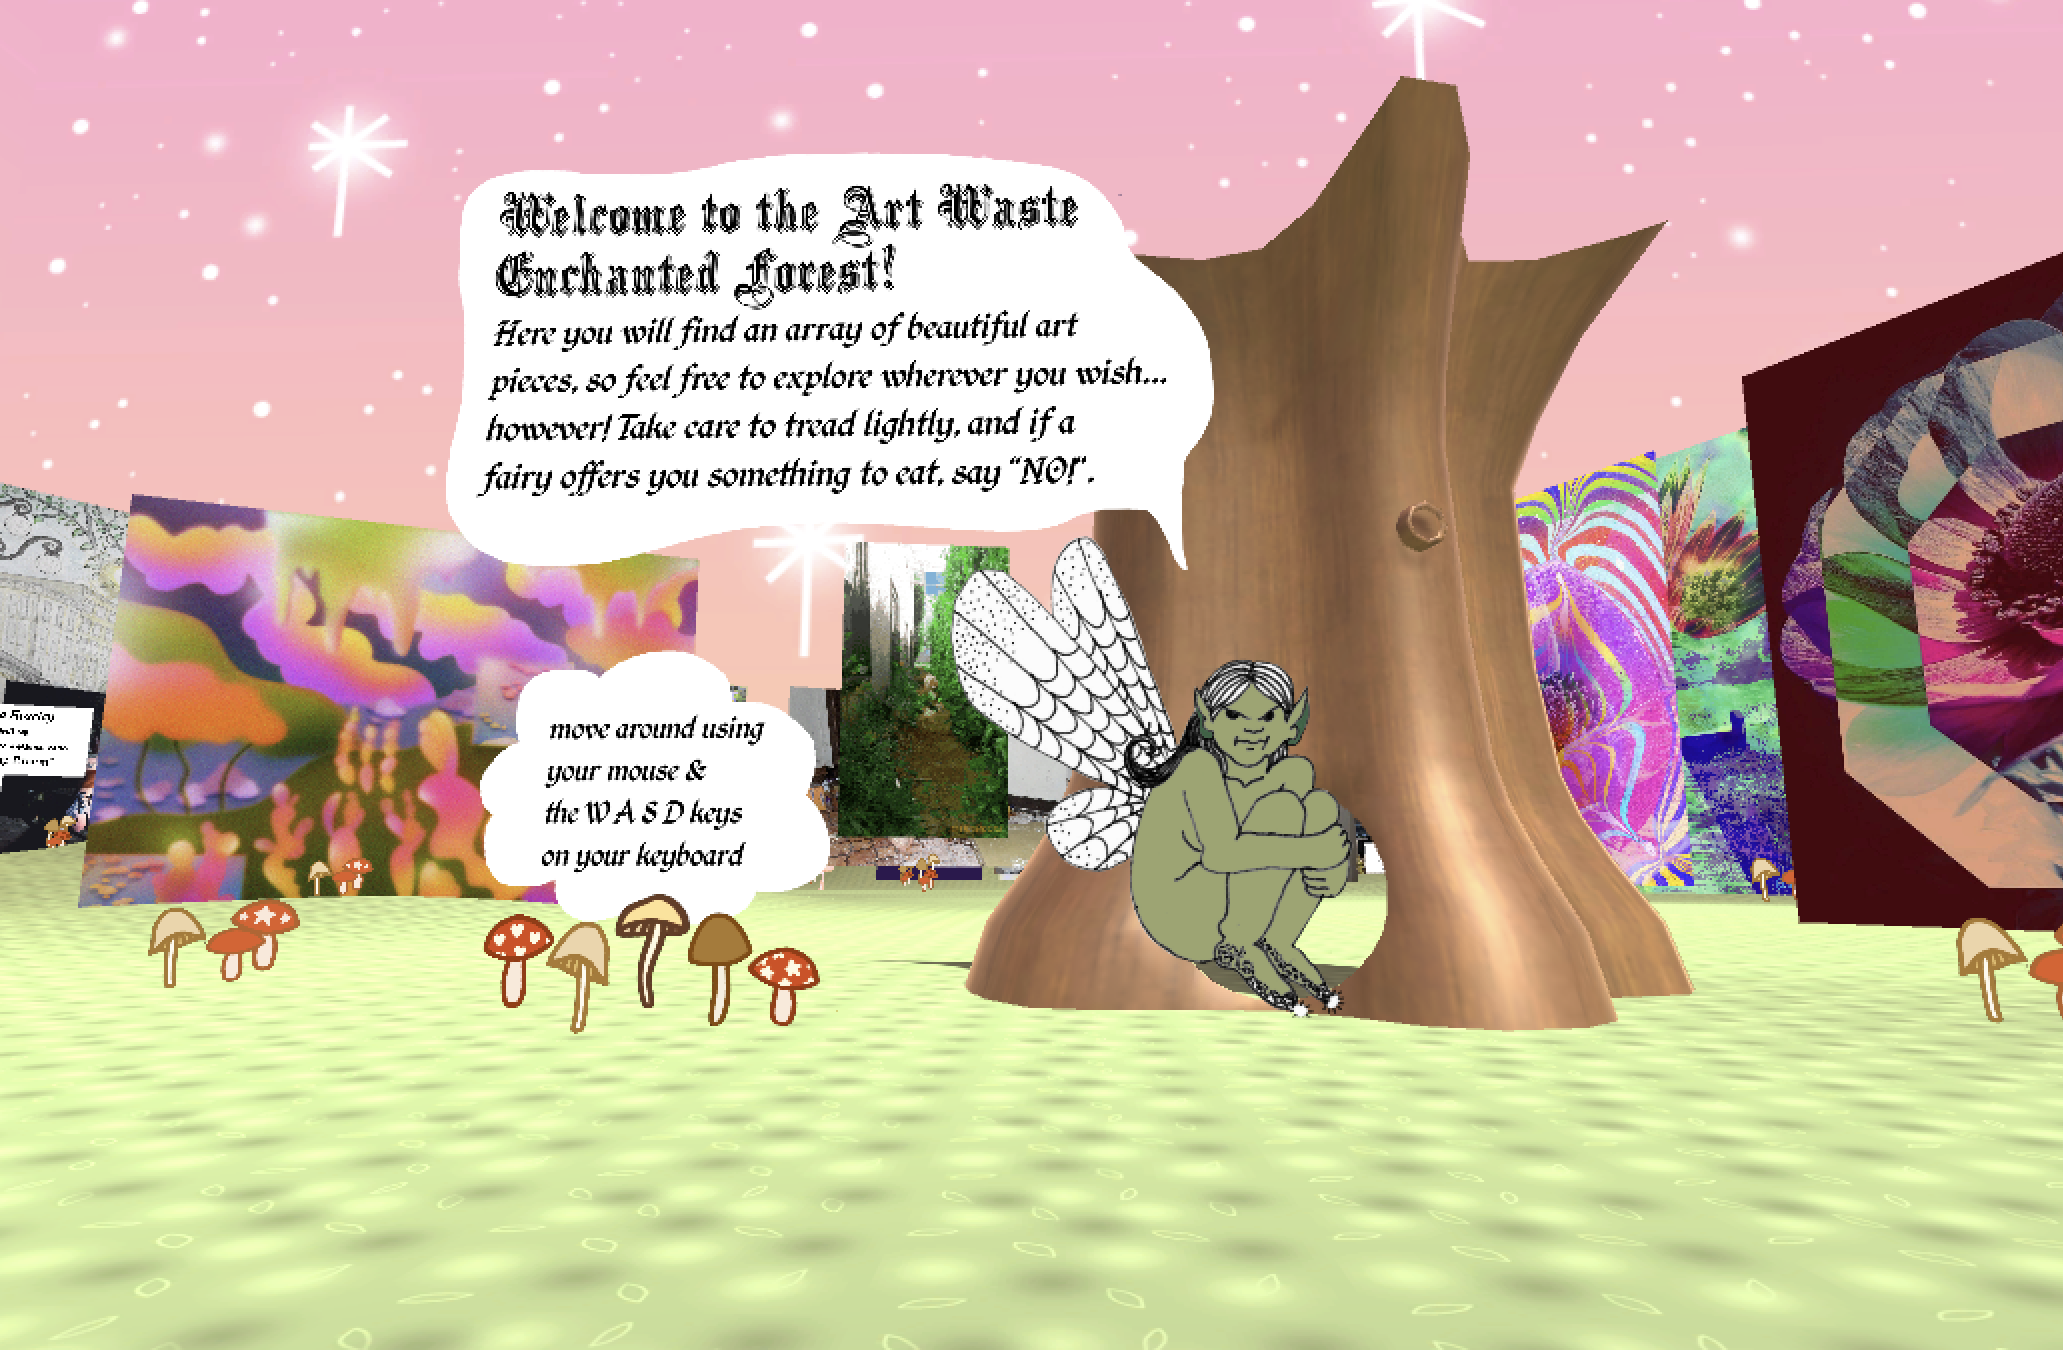 Welcome to the Art Waste
Enchanted Forest!
Here you will find an array of beautiful art
pieces, so feel free to explore wherever you wish...
however! Take care to tread lightly, and if a
fairy offers you something to eat, say "NO!".
move around using
your mouse &
the W A S D keys
on your keyboard